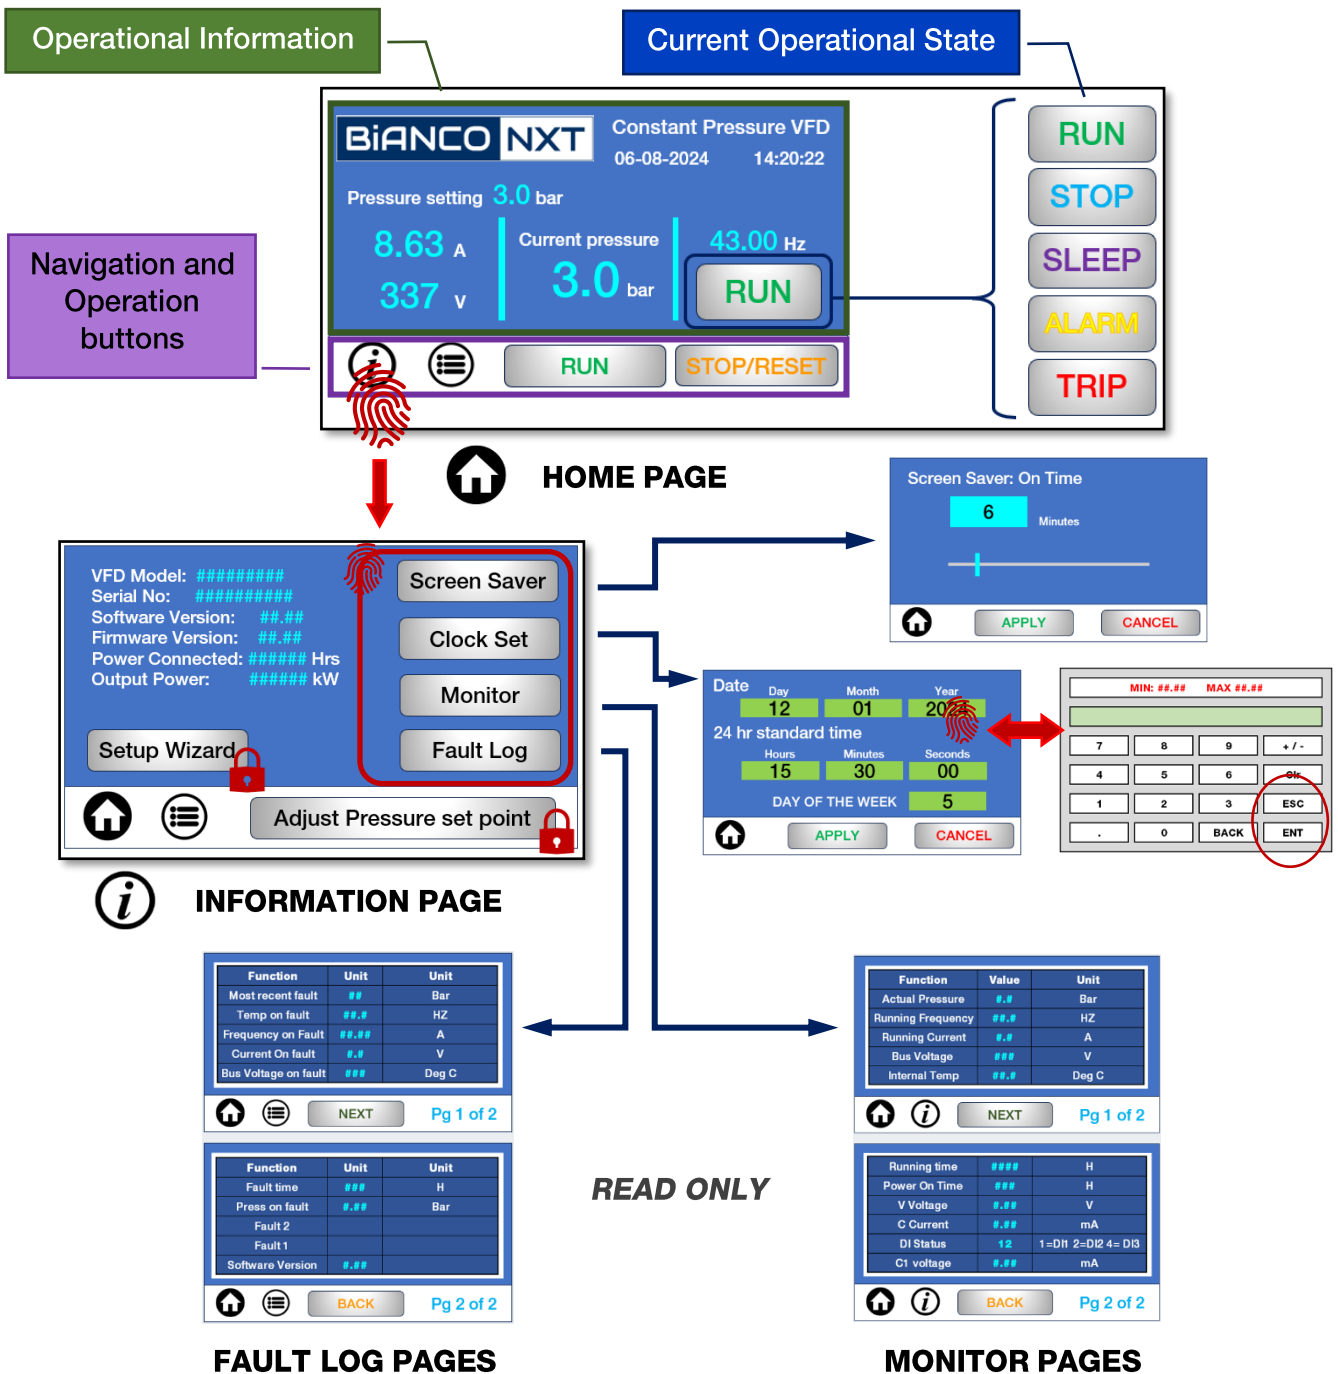 Operational Information
Current Operational State
Navigation and
Operation
buttons
BiANCO NXT
Constant Pressure VFD
06-08-2024 14:20:22
Pressure setting 3.0 bar
8.63 A
337 V
Current pressure
3.0 bar
43.00 Hz
RUN
RUN
STOP/RESET
RUN
STOP
SLEEP
ALARM
TRIP
HOME PAGE
Screen Saver: On Time
6
Minutes
APPLY
CANCEL
VFD Model: #########
Serial No: ##########
Software Version: ##.##
Firmware Version: ##.##
Power Connected: ###### Hrs
Output Power: ###### kW
Screen Saver
Clock Set
Monitor
Fault Log
Setup Wizard
Adjust Pressure set point
i INFORMATION PAGE
Date
Day Month Year
12 01 2024
24 hr standard time
Hours Minutes Seconds
15 30 00
DAY OF THE WEEK 5
APPLY CANCEL
MIN: ##.## MAX ##.##
7 8 9 + / -
4 5 6 Clr
1 2 3 ESC
. 0 BACK ENT
Function Unit Unit
Most recent fault ## Bar
Temp on fault ##.# HZ
Frequency on Fault ##.## A
Current On fault #.# V
Bus Voltage on fault ### Deg C
NEXT Pg 1 of 2
Function Unit Unit
Fault time ### H
Press on fault #.## Bar
Fault 2
Fault 1
Software Version #.##
BACK Pg 2 of 2
FAULT LOG PAGES
READ ONLY
Function Value Unit
Actual Pressure #.# Bar
Running Frequency ##.# HZ
Running Current #.# A
Bus Voltage ### V
Internal Temp ##.# Deg C
i NEXT Pg 1 of 2
Running time #### H
Power On Time ### H
V Voltage #.## V
C Current #.## mA
DI Status 12 1=DI1 2=DI2 4= DI3
C1 voltage #.## mA
i BACK Pg 2 of 2
MONITOR PAGES